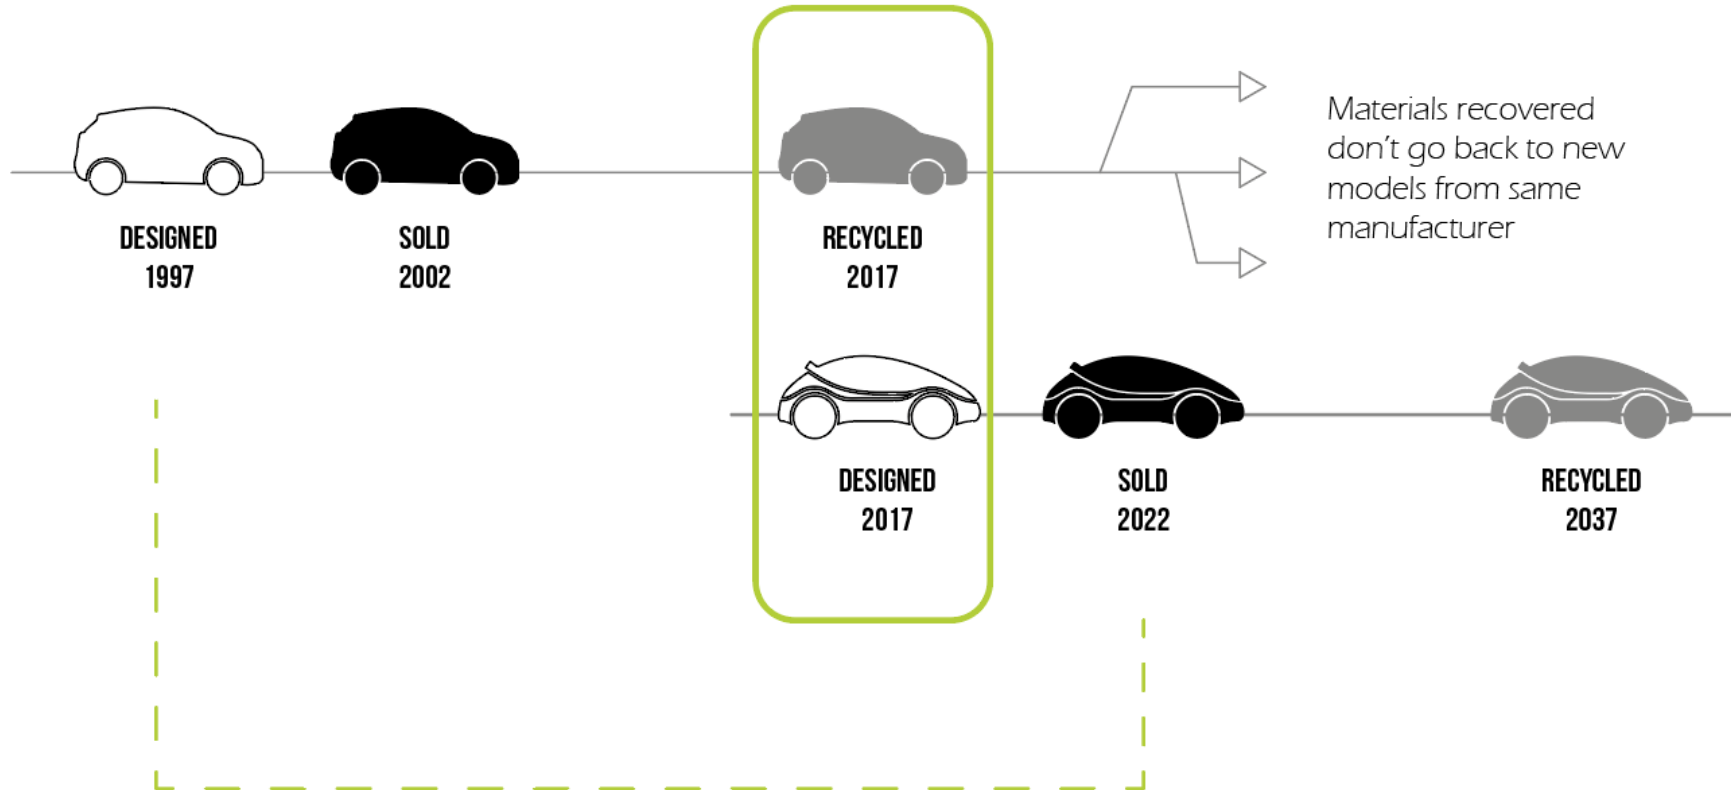 Materials recovered
don't go back to new
models from same
manufacturer
DESIGNED
1997
SOLD
2002
RECYCLED
2017
DESIGNED
2017
SOLD
2022
RECYCLED
2037